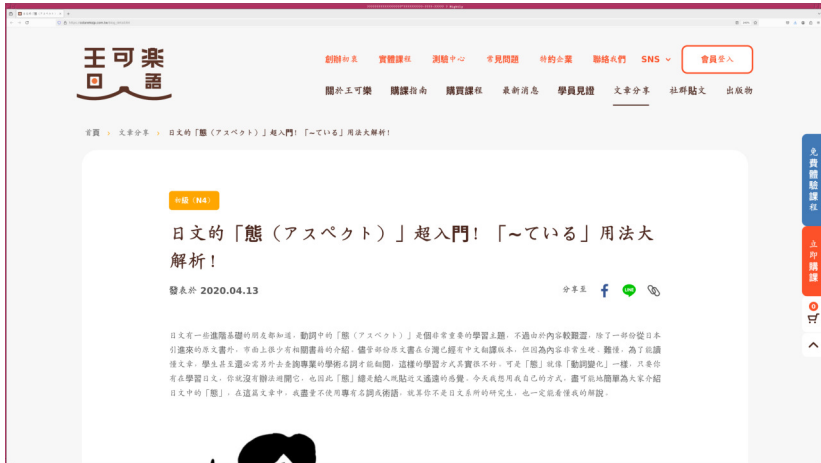 王可樂
日 語
創辦初衷 實體課程 測驗中心 常見問題 特約企業 聯絡我們 SNS 會員登入
關於王可樂 購課指南 購買課程 最新消息 學員見證 文章分享 社群貼文 出版物
首頁 文章分享 日文的「態（アスペクト）」超入門！「~ている」用法大解析！
初級（N4）
日文的「態（アスペクト）」超入門！「~ている」用法大
解析！
發表於 2020.04.13
分享至
LINE
日文有一些進階基礎的朋友都知道，動詞中的「態（アスペクト）」是個非常重要的學習主題，不過由於內容較艱澀，除了一部份從日本
引進來的原文書外，市面上很少有相關書籍的介紹，儘管部份原文書在台灣已經有中文翻譯版本，但因為內容非常生硬、難懂，為了能讀
懂文章，學生甚至還必需另外去查詢專業的學術名詞才能翻閱，這樣的學習方式其實很不好，可是「態」就像「動詞變化」一樣，只要你
有在學習日文，你就沒有辦法避開它，也因此「態」總是給人既貼近又遙遠的感覺，今天我想用我自己的方式，盡可能地簡單為大家介紹
日文中的「態」，在這篇文章中，我盡量不使用專有名詞或術語，就算你不是日文系所的研究生，也一定能看懂我的解說。
免費體驗課程
立即購課
0